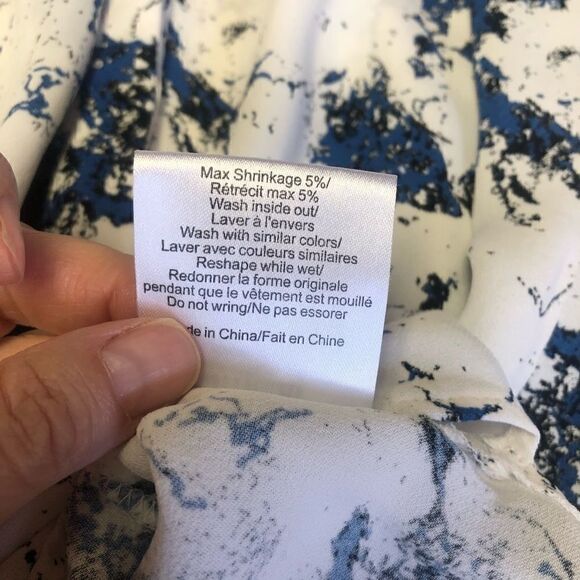 Max Shrinkage 5%/
Rétrécit max 5%
Wash inside out/
Laver à l'envers
Wash with similar colors/
Laver avec couleurs similaires
Reshape while wet/
Redonner la forme originale
pendant que le vêtement est mouillé
Do not wring/Ne pas essorer
in China/Fait en Chine